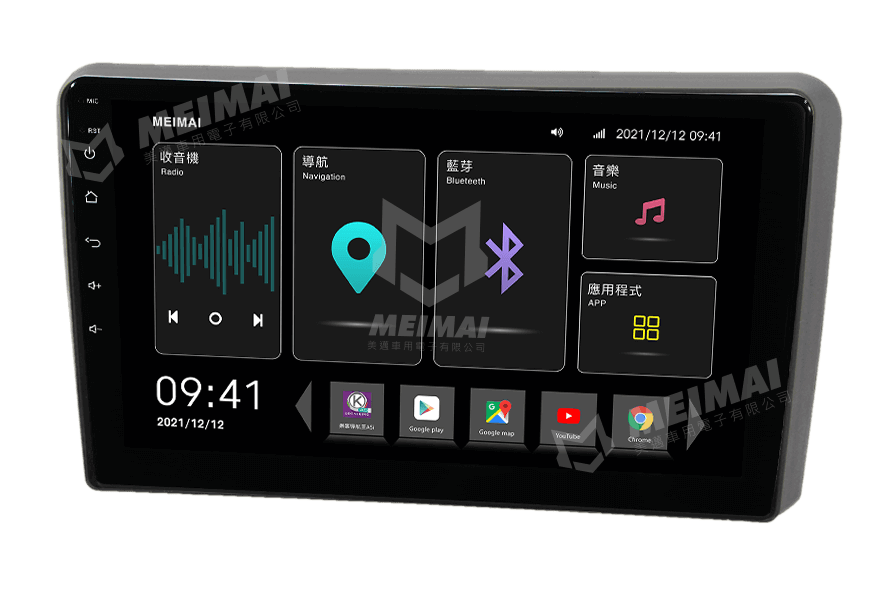 MIC
RST
MEIMAI
2021/12/12 09:41
收音機
Radio
導航
Navigation
藍芽
Blueteeth
音樂
Music
應用程式
APP
09:41
2021/12/12
Google play
Google map
YouTube
Chrome
MEIMAI
美邁車用電子有限公司
MEIMAI
美邁車用電子有限公司
MEIMAI
美邁車用電子有限公司